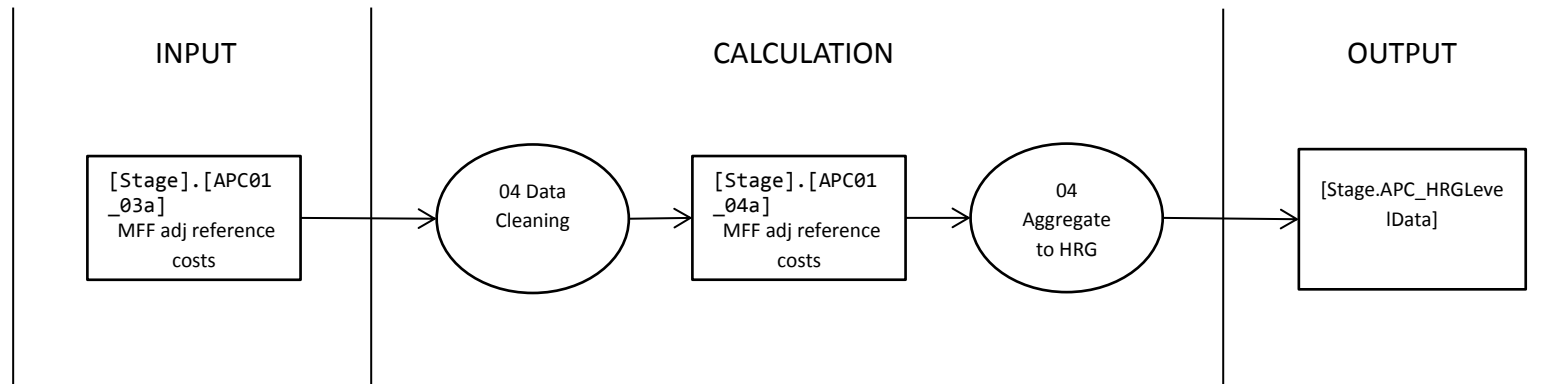 INPUT
CALCULATION
OUTPUT
[Stage].[APC01
_03a]
MFF adj reference
costs
04 Data
Cleaning
[Stage].[APC01
_04a]
MFF adj reference
costs
04
Aggregate
to HRG
[Stage.APC_HRGLeve
lData]